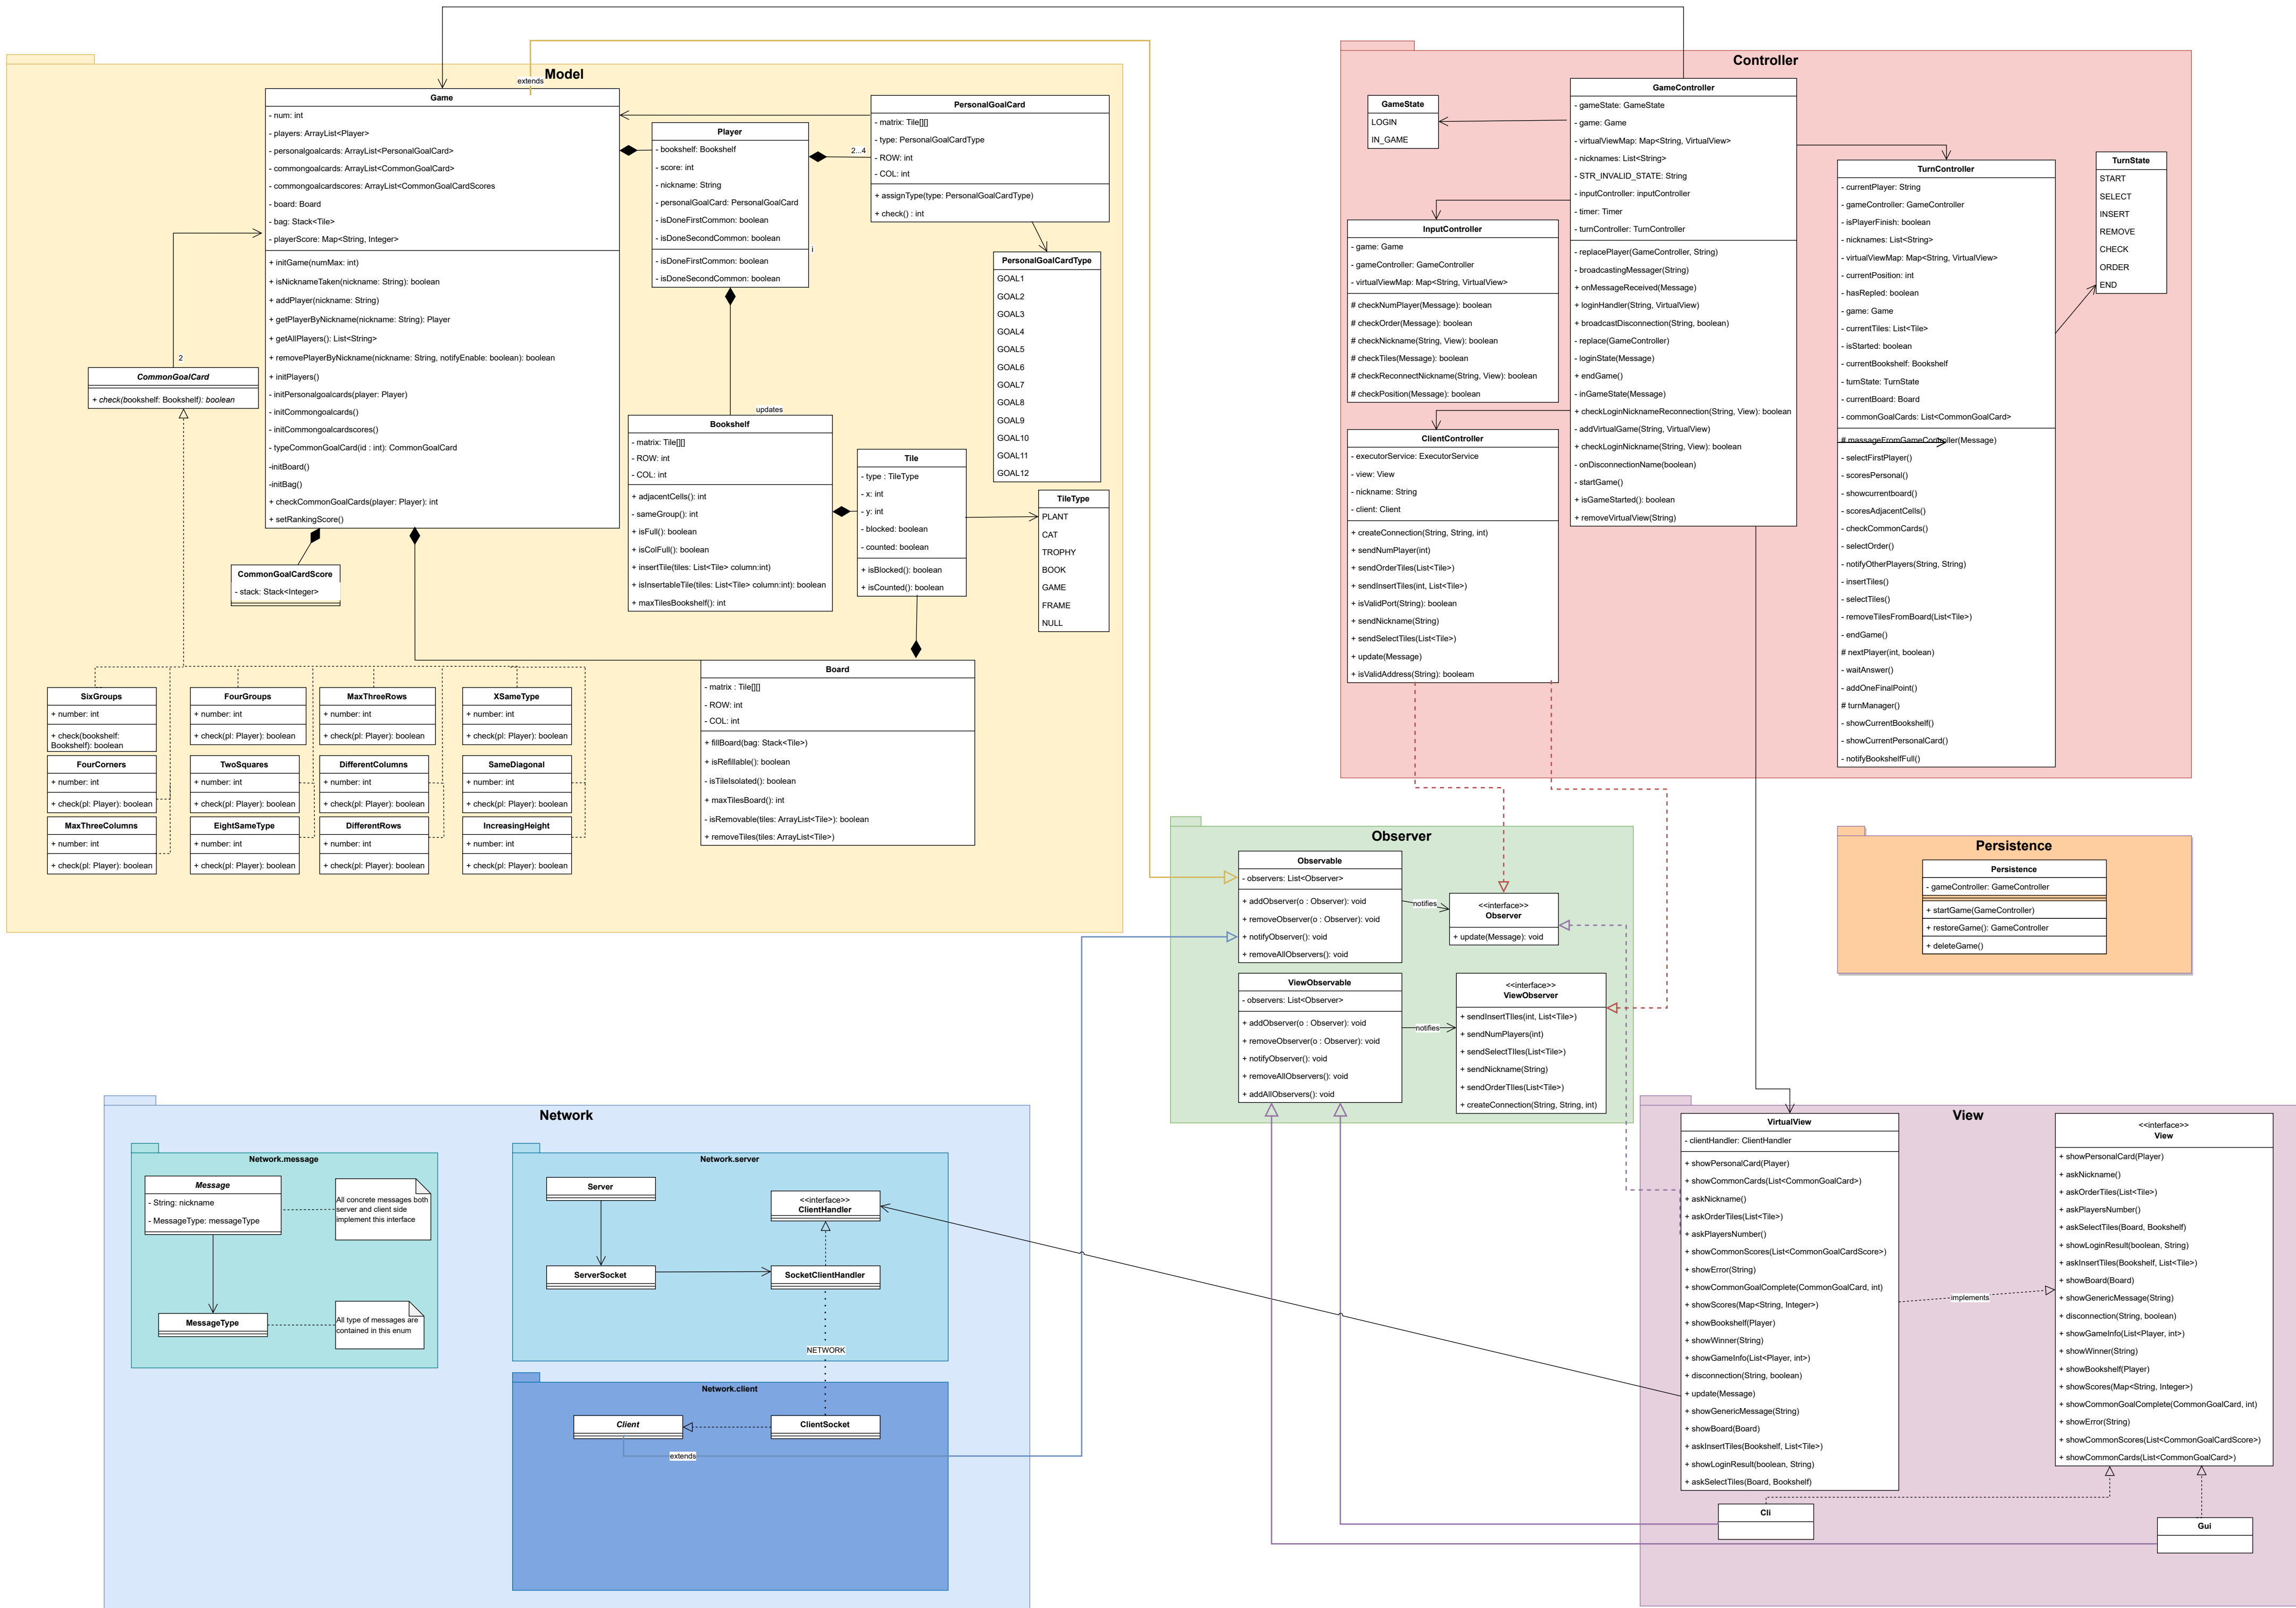 Model
extends
Game
- num: int
- players: ArrayList<Player>
- personalgoalcards: ArrayList<PersonalGoalCard>
- commongoalcards: ArrayList<CommonGoalCard>
- commongoalcardscores: ArrayList<CommonGoalCardScores
- board: Board
- bag: Stack<Tile>
- playerScore: Map<String, Integer>
+ initGame(numMax: int)
+ isNicknameTaken(nickname: String): boolean
+ addPlayer(nickname: String)
+ getPlayerByNickname(nickname: String): Player
+ getAllPlayers(): List<String>
+ removePlayerByNickname(nickname: String, notifyEnable: boolean): boolean
+ initPlayers()
- initPersonalgoalcards(player: Player)
- initCommongoalcards()
- initCommongoalcardscores()
- typeCommonGoalCard(id : int): CommonGoalCard
-initBoard()
-initBag()
+ checkCommonGoalCards(player: Player): int
+ setRankingScore()
Player
- bookshelf: Bookshelf
- score: int
- nickname: String
- personalGoalCard: PersonalGoalCard
- isDoneFirstCommon: boolean
- isDoneSecondCommon: boolean
- isDoneFirstCommon: boolean
- isDoneSecondCommon: boolean
i
2...4
PersonalGoalCard
- matrix: Tile[][]
- type: PersonalGoalCardType
- ROW: int
- COL: int
+ assignType(type: PersonalGoalCardType)
+ check() : int
PersonalGoalCardType
GOAL1
GOAL2
GOAL3
GOAL4
GOAL5
GOAL6
GOAL7
GOAL8
GOAL9
GOAL10
GOAL11
GOAL12
2
CommonGoalCard
+ check(bookshelf: Bookshelf): boolean
updates
Bookshelf
- matrix: Tile[][]
- ROW: int
- COL: int
+ adjacentCells(): int
- sameGroup(): int
+ isFull(): boolean
+ isColFull(): boolean
+ insertTile(tiles: List<Tile> column:int)
+ isInsertableTile(tiles: List<Tile> column:int): boolean
+ maxTilesBookshelf(): int
Tile
- type : TileType
- x: int
- y: int
- blocked: boolean
- counted: boolean
+ isBlocked(): boolean
+ isCounted(): boolean
TileType
PLANT
CAT
TROPHY
BOOK
GAME
FRAME
NULL
CommonGoalCardScore
- stack: Stack<Integer>
Board
- matrix : Tile[][]
- ROW: int
- COL: int
+ fillBoard(bag: Stack<Tile>)
+ isRefillable(): boolean
- isTileIsolated(): boolean
+ maxTilesBoard(): int
- isRemovable(tiles: ArrayList<Tile>): boolean
+ removeTiles(tiles: ArrayList<Tile>)
SixGroups
+ number: int
+ check(bookshelf:
Bookshelf): boolean
FourGroups
+ number: int
+ check(pl: Player): boolean
MaxThreeRows
+ number: int
+ check(pl: Player): boolean
XSameType
+ number: int
+ check(pl: Player): boolean
FourCorners
+ number: int
+ check(pl: Player): boolean
TwoSquares
+ number: int
+ check(pl: Player): boolean
DifferentColumns
+ number: int
+ check(pl: Player): boolean
SameDiagonal
+ number: int
+ check(pl: Player): boolean
MaxThreeColumns
+ number: int
+ check(pl: Player): boolean
EightSameType
+ number: int
+ check(pl: Player): boolean
DifferentRows
+ number: int
+ check(pl: Player): boolean
IncreasingHeight
+ number: int
+ check(pl: Player): boolean
Controller
GameState
LOGIN
IN_GAME
GameController
- gameState: GameState
- game: Game
- virtualViewMap: Map<String, VirtualView>
- nicknames: List<String>
- STR_INVALID_STATE: String
- inputController: inputController
- timer: Timer
- turnController: TurnController
- replacePlayer(GameController, String)
- broadcastingMessager(String)
+ onMessageReceived(Message)
+ loginHandler(String, VirtualView)
+ broadcastDisconnection(String, boolean)
- replace(GameController)
- loginState(Message)
+ endGame()
- inGameState(Message)
+ checkLoginNicknameReconnection(String, View): boolean
- addVirtualGame(String, VirtualView)
+ checkLoginNickname(String, View): boolean
- onDisconnectionName(boolean)
- startGame()
+ isGameStarted(): boolean
+ removeVirtualView(String)
InputController
- game: Game
- gameController: GameController
- virtualViewMap: Map<String, VirtualView>
# checkNumPlayer(Message): boolean
# checkOrder(Message): boolean
# checkNickname(String, View): boolean
# checkTiles(Message): boolean
# checkReconnectNickname(String, View): boolean
# checkPosition(Message): boolean
ClientController
- executorService: ExecutorService
- view: View
- nickname: String
- client: Client
+ createConnection(String, String, int)
+ sendNumPlayer(int)
+ sendOrderTiles(List<Tile>)
+ sendInsertTiles(int, List<Tile>)
+ isValidPort(String): boolean
+ sendNickname(String)
+ sendSelectTiles(List<Tile>)
+ update(Message)
+ isValidAddress(String): booleam
TurnController
- currentPlayer: String
- gameController: GameController
- isPlayerFinish: boolean
- nicknames: List<String>
- virtualViewMap: Map<String, VirtualView>
- currentPosition: int
- hasRepled: boolean
- game: Game
- currentTiles: List<Tile>
- isStarted: boolean
- currentBookshelf: Bookshelf
- turnState: TurnState
- currentBoard: Board
- commonGoalCards: List<CommonGoalCard>
# massageFromGameController(Message)
- selectFirstPlayer()
- scoresPersonal()
- showcurrentboard()
- scoresAdjacentCells()
- checkCommonCards()
- selectOrder()
- notifyOtherPlayers(String, String)
- insertTiles()
- selectTiles()
- removeTilesFromBoard(List<Tile>)
- endGame()
# nextPlayer(int, boolean)
- waitAnswer()
- addOneFinalPoint()
# turnManager()
- showCurrentBookshelf()
- showCurrentPersonalCard()
- notifyBookshelfFull()
TurnState
START
SELECT
INSERT
REMOVE
CHECK
ORDER
END
Observer
Observable
- observers: List<Observer>
+ addObserver(o : Observer): void
+ removeObserver(o : Observer): void
+ notifyObserver(): void
+ removeAllObservers(): void
notifies
<<interface>>
Observer
+ update(Message): void
ViewObservable
- observers: List<Observer>
+ addObserver(o : Observer): void
+ removeObserver(o : Observer): void
+ notifyObserver(): void
+ removeAllObservers(): void
+ addAllObservers(): void
notifies
<<interface>>
ViewObserver
+ sendInsertTIles(int, List<Tile>)
+ sendNumPlayers(int)
+ sendSelectTIles(List<Tile>)
+ sendNickname(String)
+ sendOrderTIles(List<Tile>)
+ createConnection(String, String, int)
Persistence
Persistence
- gameController: GameController
+ startGame(GameController)
+ restoreGame(): GameController
+ deleteGame()
Network
Network.message
Message
- String: nickname
- MessageType: messageType
All concrete messages both
server and client side
implement this interface
MessageType
All type of messages are
contained in this enum
Network.server
Server
<<interface>>
ClientHandler
ServerSocket
SocketClientHandler
NETWORK
Network.client
Client
ClientSocket
extends
View
VirtualView
- clientHandler: ClientHandler
+ showPersonalCard(Player)
+ showCommonCards(List<CommonGoalCard>)
+ askNickname()
+ askOrderTiles(List<Tile>)
+ askPlayersNumber()
+ showCommonScores(List<CommonGoalCardScore>)
+ showError(String)
+ showCommonGoalComplete(CommonGoalCard, int)
+ showScores(Map<String, Integer>)
+ showBookshelf(Player)
+ showWinner(String)
+ showGameInfo(List<Player, int>)
+ disconnection(String, boolean)
+ update(Message)
+ showGenericMessage(String)
+ showBoard(Board)
+ askInsertTiles(Bookshelf, List<Tile>)
+ showLoginResult(boolean, String)
+ askSelectTiles(Board, Bookshelf)
implements
<<interface>>
View
+ showPersonalCard(Player)
+ askNickname()
+ askOrderTiles(List<Tile>)
+ askPlayersNumber()
+ askSelectTiles(Board, Bookshelf)
+ showLoginResult(boolean, String)
+ askInsertTiles(Bookshelf, List<Tile>)
+ showBoard(Board)
+ showGenericMessage(String)
+ disconnection(String, boolean)
+ showGameInfo(List<Player, int>)
+ showWinner(String)
+ showBookshelf(Player)
+ showScores(Map<String, Integer>)
+ showCommonGoalComplete(CommonGoalCard, int)
+ showError(String)
+ showCommonScores(List<CommonGoalCardScore>)
+ showCommonCards(List<CommonGoalCard>)
Cli
Gui